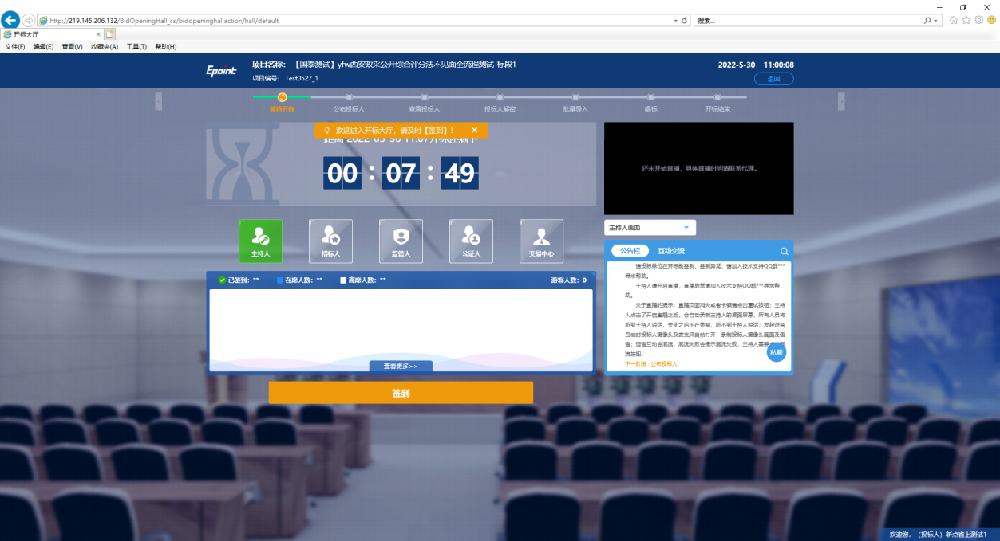 http://219.145.206.132/BidOpeningHall_cs/bidopeninghallaction/hall/default
搜索...
开标大厅
文件(F) 编辑(E) 查看(V) 收藏夹(A) 工具(T) 帮助(H)
Epoint
项目名称： 【国泰测试】yfw西安政采公开综合评分法不见面全流程测试-标段1
项目编号： Test0527_1
2022-5-30 11:00:08
返回
等待开标 公布投标人 查看投标人 投标人解密 批量导入 唱标 开标结束
欢迎进入开标大厅，请及时【签到】！
距离 2022-05-30 11:07开标还剩下
00 : 07 : 49
还未开始直播，具体直播时间请联系代理。
主持人 招标人 监管人 公证人 交易中心
主持人画面
公告栏 互动交流
已签到： ** 在席人数： ** 离席人数： ** 游客人数：0
请投标单位在开标前签到，签到异常，请加入技术支持QQ群***
寻求帮助。
主持人请开启直播，直播异常请加入技术支持QQ群***寻求帮
助。
关于直播的提示：直播页面消失或者卡顿请点击重试按钮；主持
人点击了开启直播之后，会自动录制主持人的桌面屏幕，所有人员将
听到主持人说话，关闭之后不在录制，听不到主持人说话；发起语音
互动时投标人摄像头及麦克风自动打开，录制投标人摄像头画面及语
音；语音互动会混流，混流失败会提示混流失败，主持人需要
流按钮；
私聊
下一阶段：公布投标人
查看更多>>
签到
欢迎您，（投标人）新点省上测试1